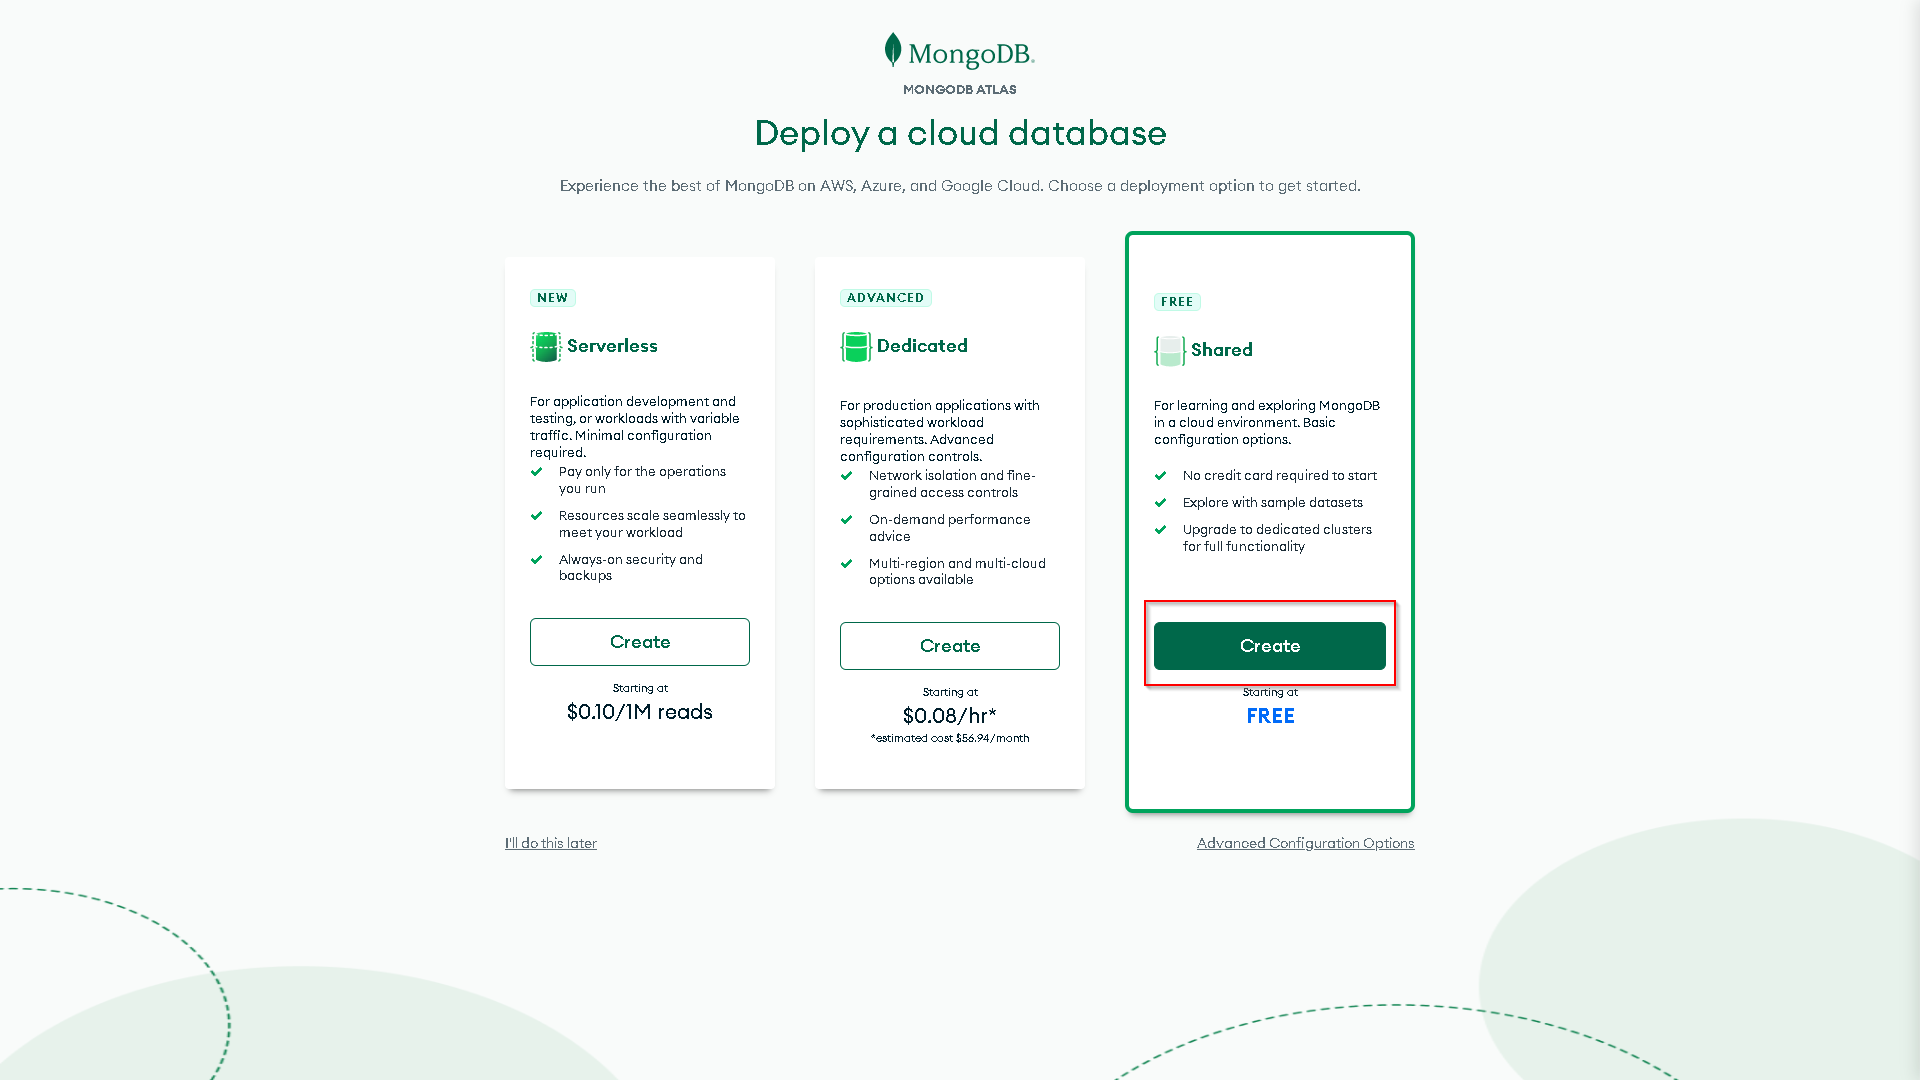 MongoDB.
MONGODB ATLAS
Deploy a cloud database
Experience the best of MongoDB on AWS, Azure, and Google Cloud. Choose a deployment option to get started.
NEW
Serverless
For application development and
testing, or workloads with variable
traffic. Minimal configuration
required.
Pay only for the operations
you run
Resources scale seamlessly to
meet your workload
Always-on security and
backups
Create
Starting at
$0.10/1M reads
ADVANCED
Dedicated
For production applications with
sophisticated workload
requirements. Advanced
configuration controls.
Network isolation and fine-
grained access controls
On-demand performance
advice
Multi-region and multi-cloud
options available
Create
Starting at
$0.08/hr*
*estimated cost $56.94/month
FREE
Shared
For learning and exploring MongoDB
in a cloud environment. Basic
configuration options.
No credit card required to start
Explore with sample datasets
Upgrade to dedicated clusters
for full functionality
Create
Starting at
FREE
I'll do this later
Advanced Configuration Options